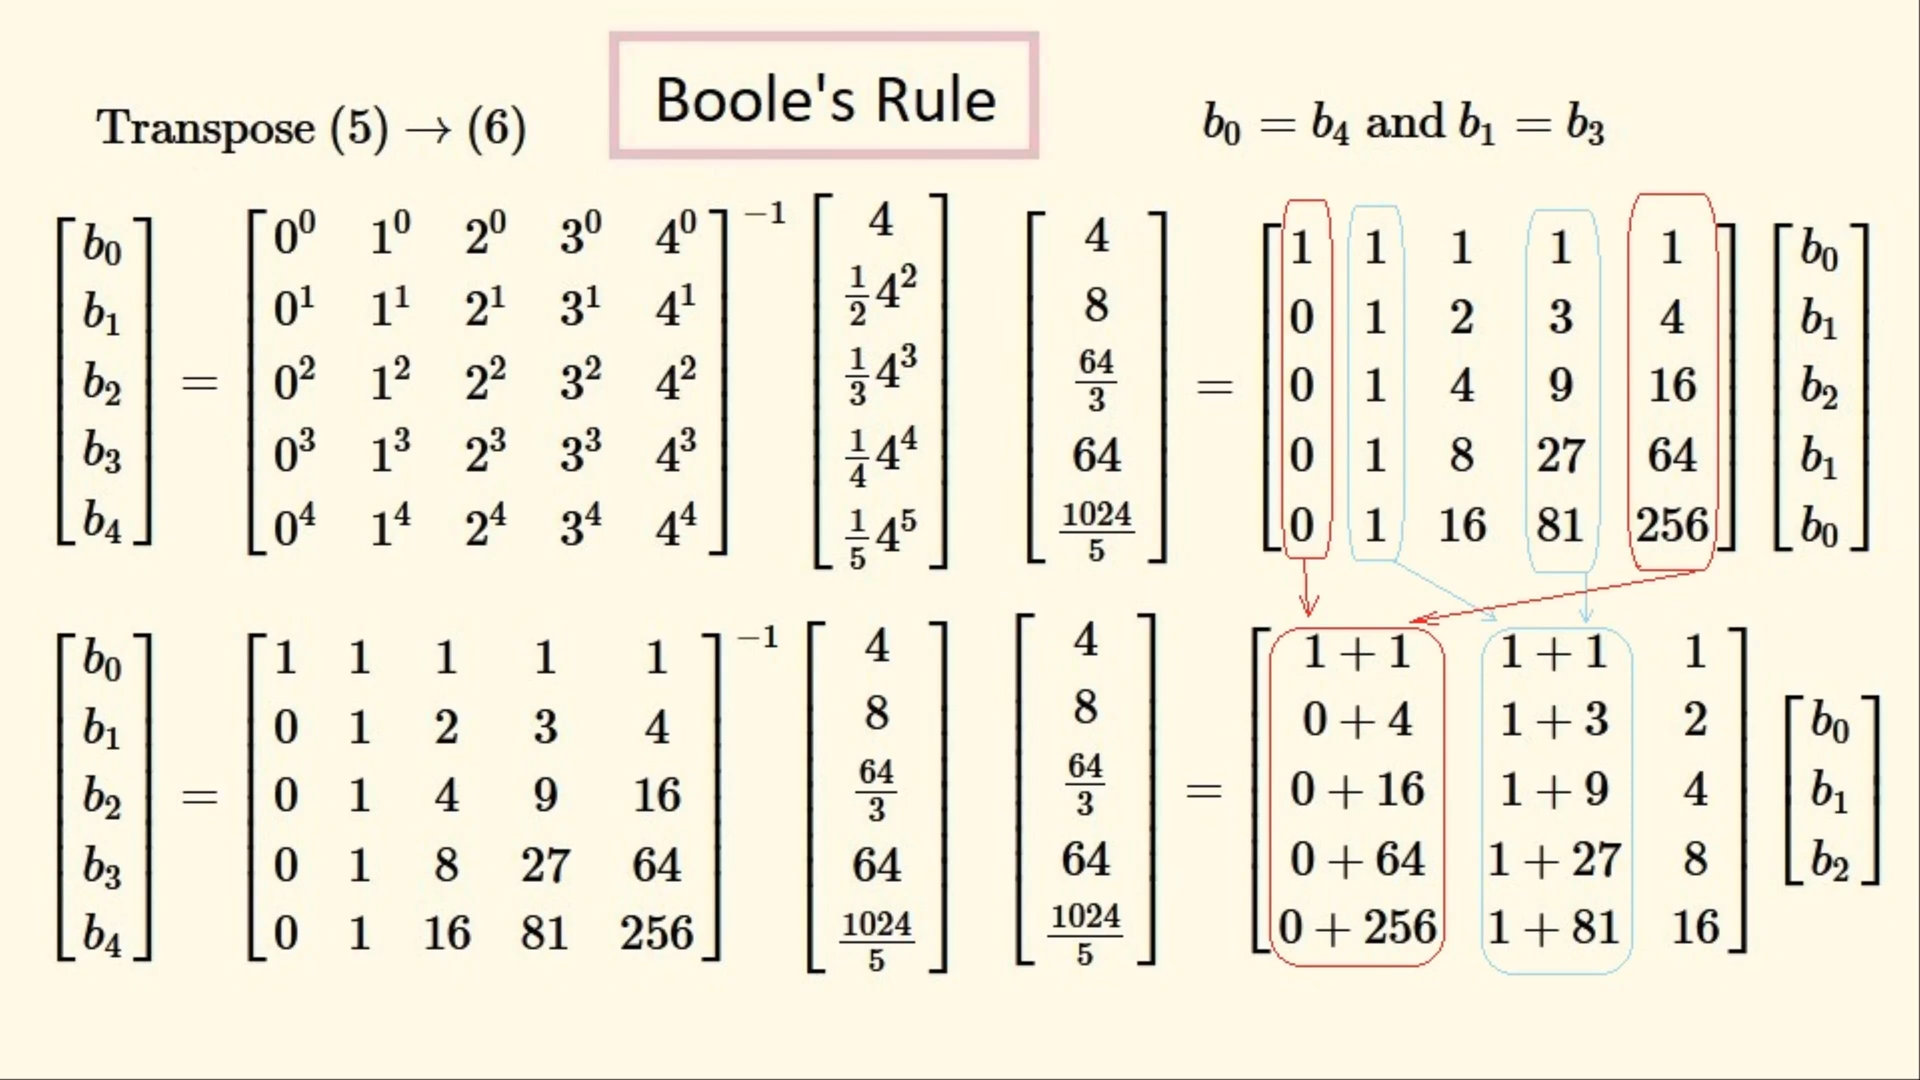 Boole's Rule
Transpose (5) → (6)
b₀ = b₄ and b₁ = b₃
[b₀; b₁; b₂; b₃; b₄] = [0⁰ 1⁰ 2⁰ 3⁰ 4⁰; 0¹ 1¹ 2¹ 3¹ 4¹; 0² 1² 2² 3² 4²; 0³ 1³ 2³ 3³ 4³; 0⁴ 1⁴ 2⁴ 3⁴ 4⁴]⁻¹ [4; ½4²; ⅓4³; ¼4⁴; ⅕4⁵]
[4; 8; 64/3; 64; 1024/5] = [1 1 1 1 1; 0 1 2 3 4; 0 1 4 9 16; 0 1 8 27 64; 0 1 16 81 256] [b₀; b₁; b₂; b₁; b₀]
[b₀; b₁; b₂; b₃; b₄] = [1 1 1 1 1; 0 1 2 3 4; 0 1 4 9 16; 0 1 8 27 64; 0 1 16 81 256]⁻¹ [4; 8; 64/3; 64; 1024/5]
[4; 8; 64/3; 64; 1024/5] = [1 + 1 1 + 1 1; 0 + 4 1 + 3 2; 0 + 16 1 + 9 4; 0 + 64 1 + 27 8; 0 + 256 1 + 81 16] [b₀; b₁; b₂]